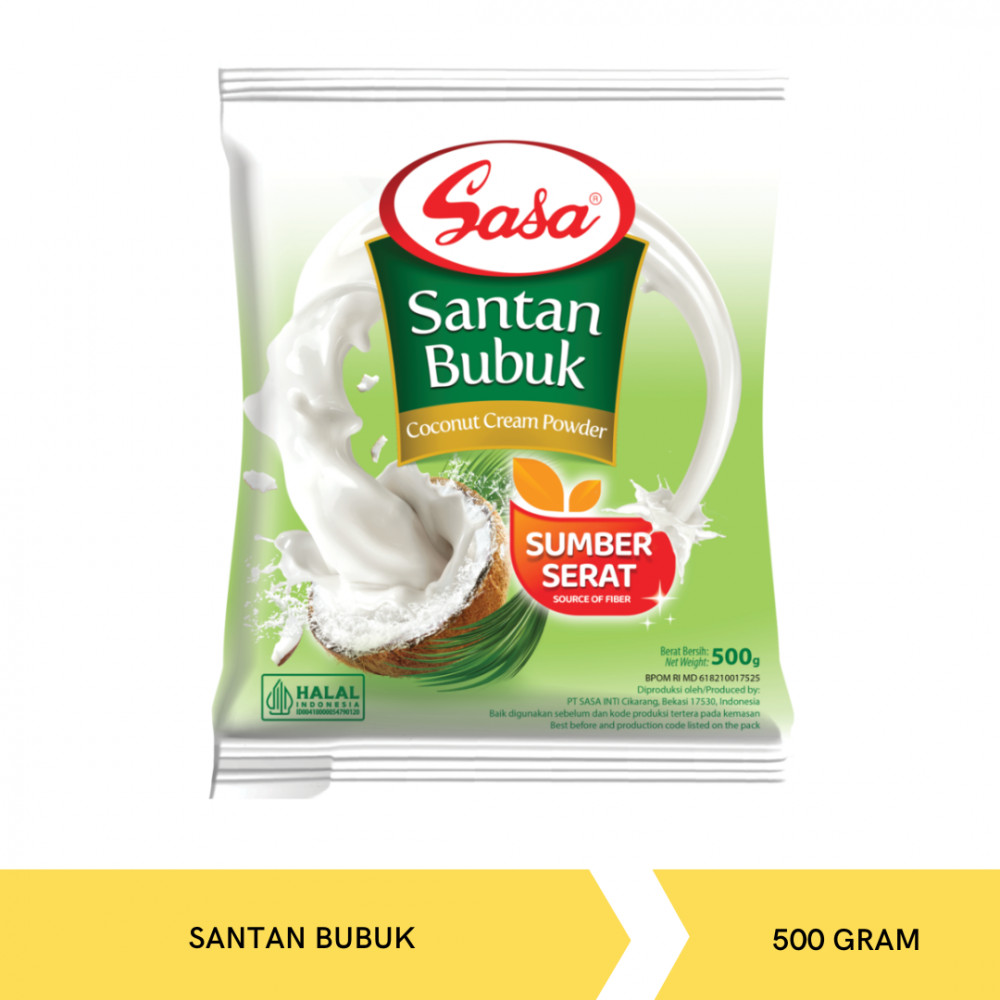 Sasa®
Santan
Bubuk
Coconut Cream Powder
SUMBER
SERAT
SOURCE OF FIBER
Berat Bersih:
Net Weight: 500g
BPOM RI MD 618210017525
Diproduksi oleh/Produced by:
PT SASA INTI Cikarang, Bekasi 17530, Indonesia
Baik digunakan sebelum dan kode produksi tertera pada kemasan
Best before and production code listed on the pack
HALAL
INDONESIA
SANTAN BUBUK
500 GRAM